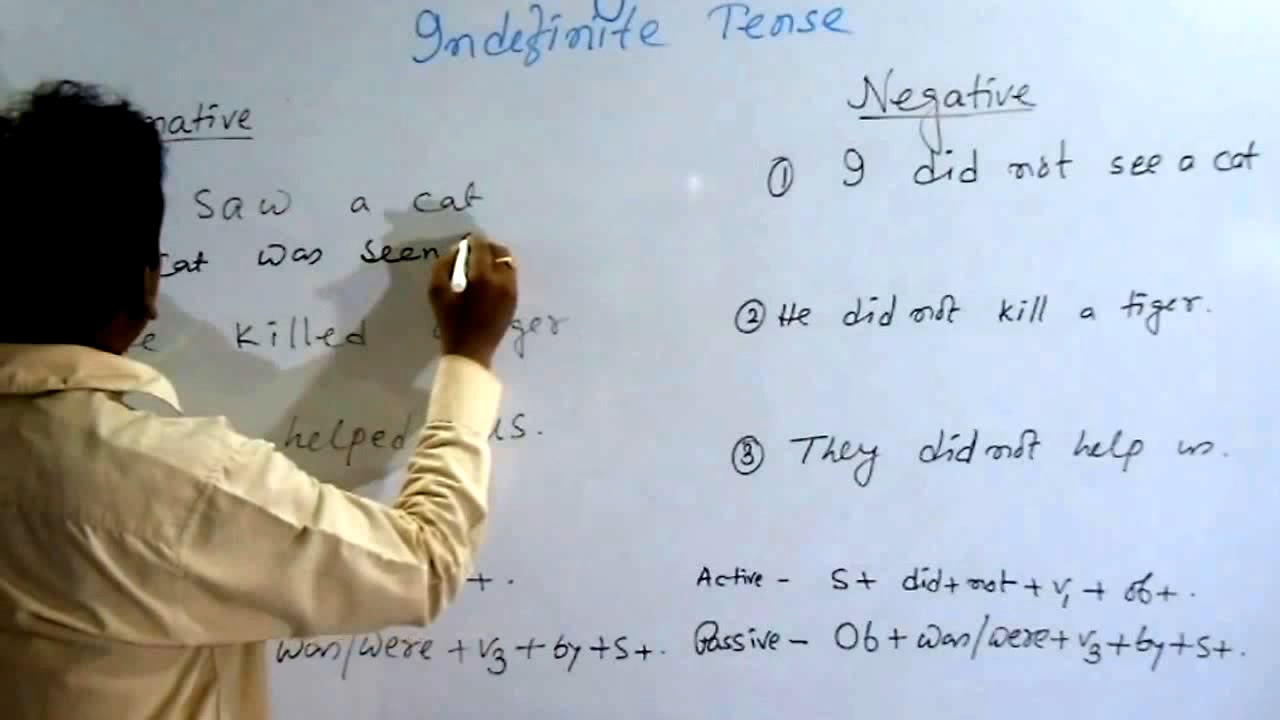 Indefinite Tense
mative
Saw a cat
cat was seen
killed
helped us.
+ .
was/were + V3 + by + S + .
Negative
① I did not see a cat
② He did not kill a tiger.
③ They did not help us.
Active - S + did + not + V1 + ob + .
Passive - Ob + was/were + V3 + by + S + .